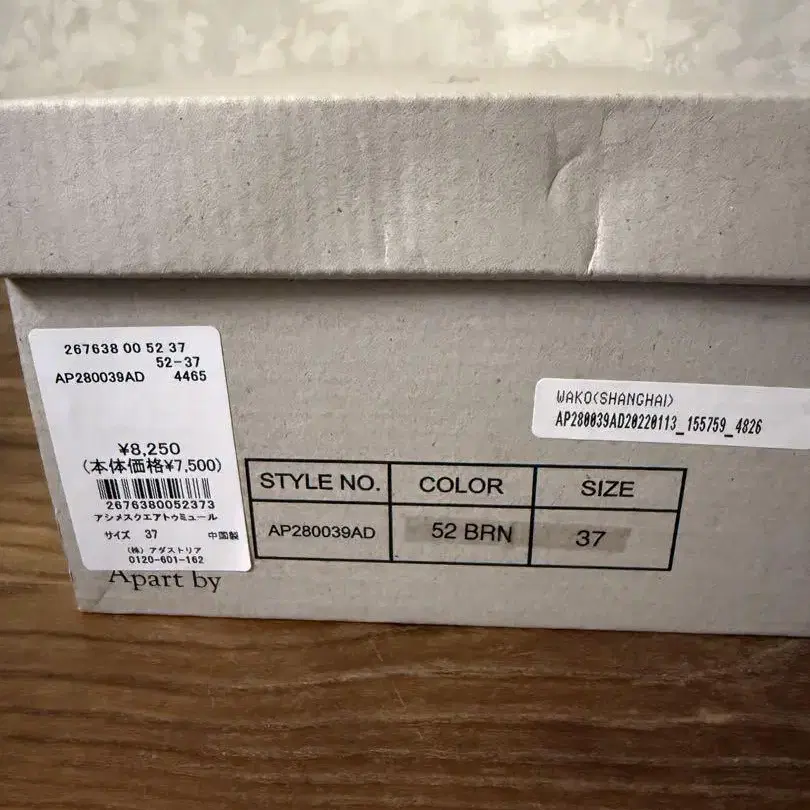 267638 00 52 37
52-37
AP280039AD 4465
¥8,250
(本体価格¥7,500)
2676380052373
アシメスクエアトゥミュール
サイズ 37 中国製
(株) アダストリア
0120-601-162
Apart by
WAKO(SHANGHAI)
AP280039AD20220113_155759_4826
STYLE NO. COLOR SIZE
AP280039AD 52 BRN 37